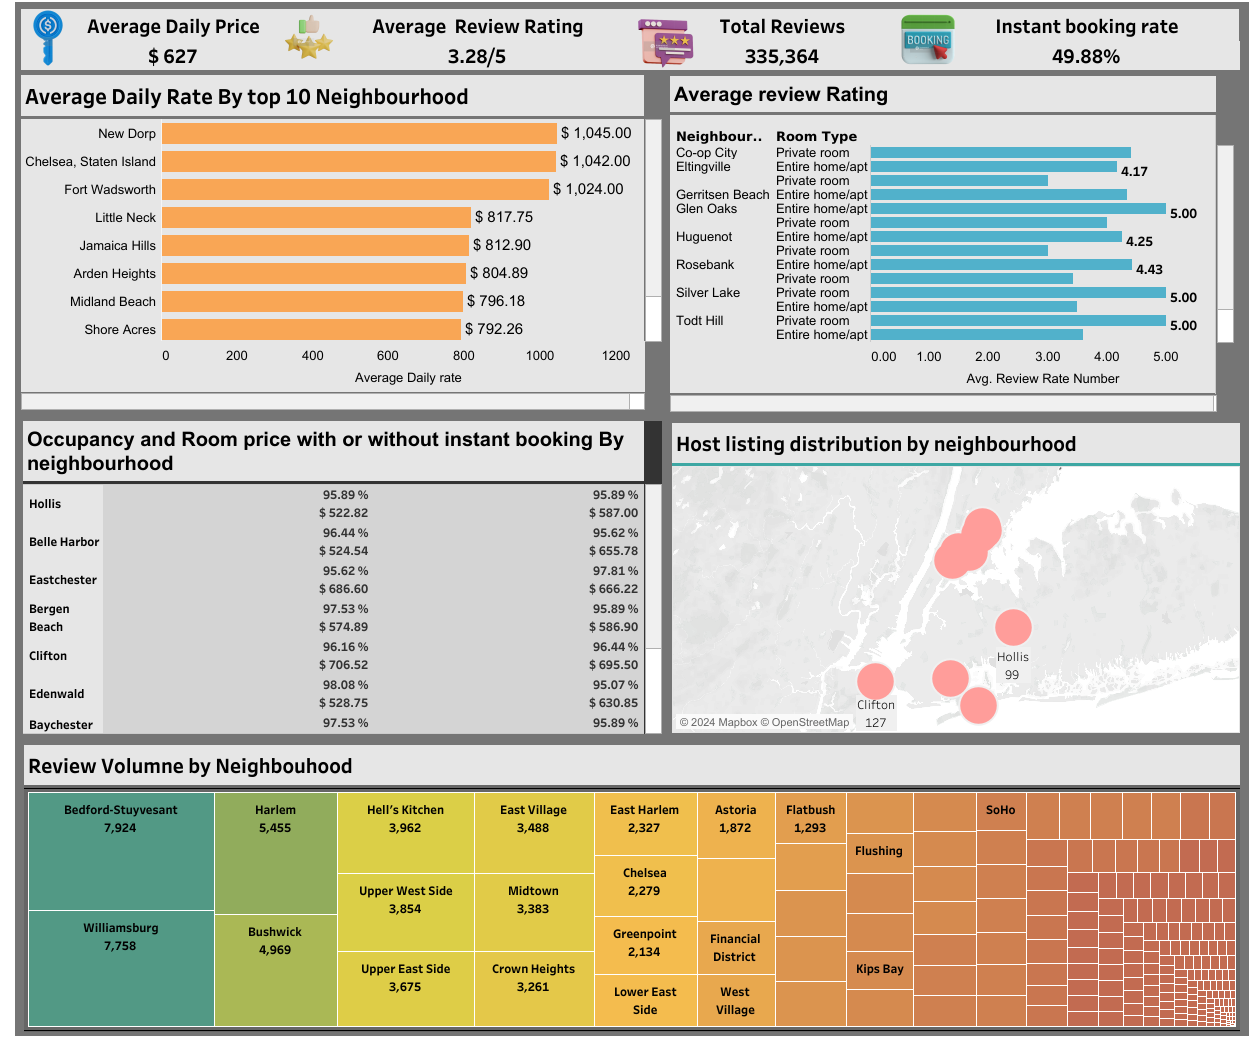 Average Daily Price
$ 627
Average Review Rating
3.28/5
Total Reviews
335,364
BOOKING
Instant booking rate
49.88%
Average Daily Rate By top 10 Neighbourhood
New Dorp $ 1,045.00
Chelsea, Staten Island $ 1,042.00
Fort Wadsworth $ 1,024.00
Little Neck $ 817.75
Jamaica Hills $ 812.90
Arden Heights $ 804.89
Midland Beach $ 796.18
Shore Acres $ 792.26
0 200 400 600 800 1000 1200
Average Daily rate
Average review Rating
Neighbour.. Room Type
Co-op City Private room
Eltingville Entire home/apt 4.17
Private room
Gerritsen Beach Entire home/apt
Glen Oaks Entire home/apt 5.00
Private room
Huguenot Entire home/apt 4.25
Private room
Rosebank Entire home/apt 4.43
Private room
Silver Lake Private room 5.00
Entire home/apt
Todt Hill Private room 5.00
Entire home/apt
0.00 1.00 2.00 3.00 4.00 5.00
Avg. Review Rate Number
Occupancy and Room price with or without instant booking By
neighbourhood
Hollis
95.89 % 95.89 %
$ 522.82 $ 587.00
Belle Harbor
96.44 % 95.62 %
$ 524.54 $ 655.78
Eastchester
95.62 % 97.81 %
$ 686.60 $ 666.22
Bergen
Beach
97.53 % 95.89 %
$ 574.89 $ 586.90
Clifton
96.16 % 96.44 %
$ 706.52 $ 695.50
Edenwald
98.08 % 95.07 %
$ 528.75 $ 630.85
Baychester 97.53 % 95.89 %
Host listing distribution by neighbourhood
Hollis
99
Clifton
127
© 2024 Mapbox © OpenStreetMap
Review Volumne by Neighbouhood
Bedford-Stuyvesant
7,924
Williamsburg
7,758
Harlem
5,455
Bushwick
4,969
Hell's Kitchen
3,962
Upper West Side
3,854
Upper East Side
3,675
East Village
3,488
Midtown
3,383
Crown Heights
3,261
East Harlem
2,327
Chelsea
2,279
Greenpoint
2,134
Lower East
Side
Astoria
1,872
Financial
District
West
Village
Flatbush
1,293
Flushing
Kips Bay
SoHo